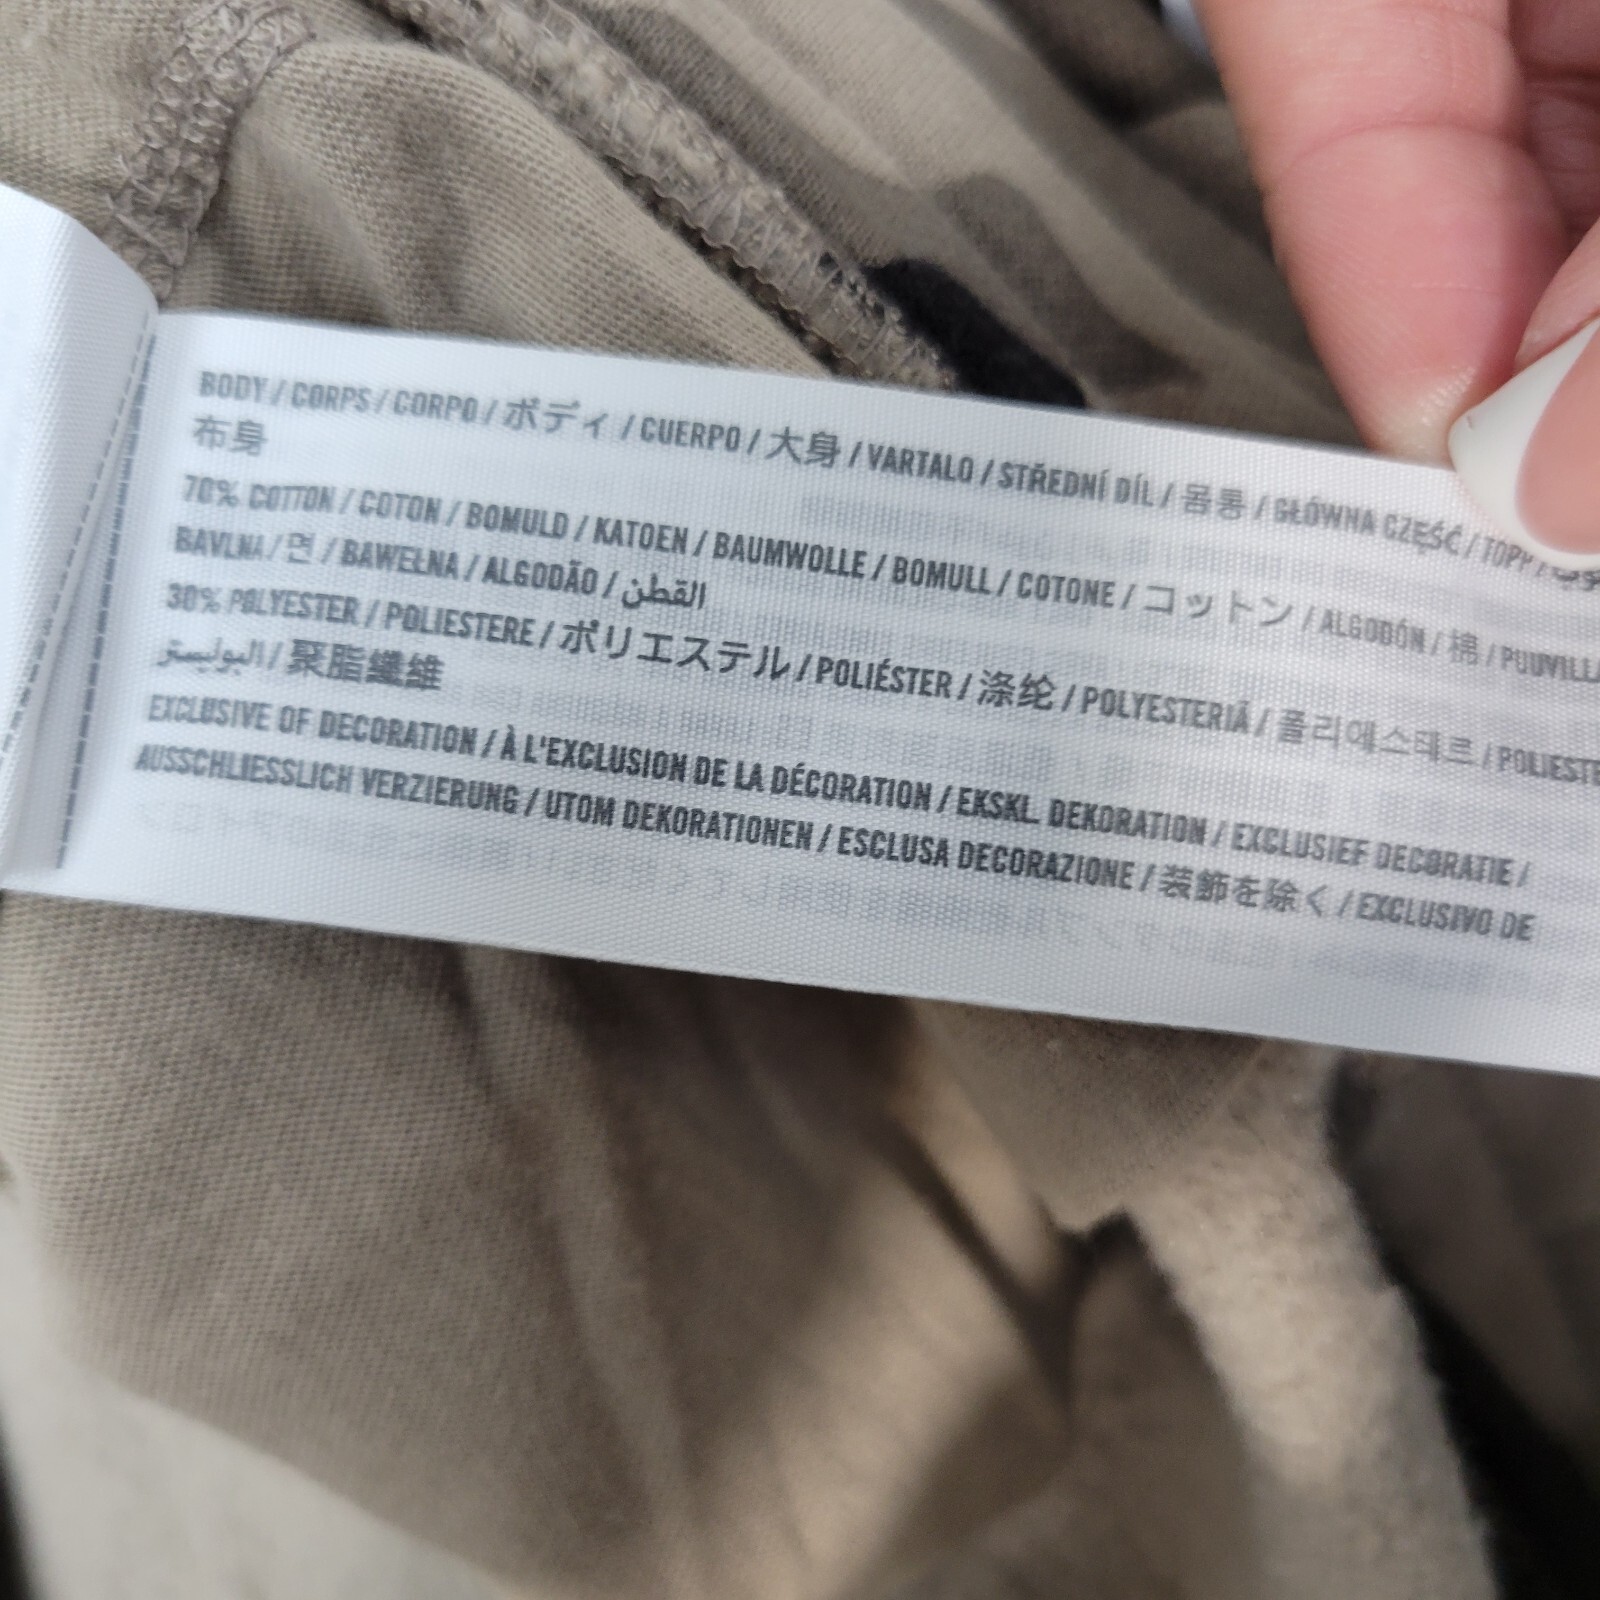 BODY / CORPS / CORPO / ボディ / CUERPO / 大身 / VARTALO / STŘEDNÍ DÍL / 몸통 / GŁÓWNA CZĘŚĆ / TOPP /
布身
70% COTTON / COTON / BOMULD / KATOEN / BAUMWOLLE / BOMULL / COTONE / コットン / ALGODÓN / 棉 / PUUVILLA
BAVLNA / 면 / BAWEŁNA / ALGODÃO / القطن
30% POLYESTER / POLIESTERE / ポリエステル / POLIÉSTER / 涤纶 / POLYESTERIÄ / 폴리에스테르 / POLIESTE
البوليستر / 聚脂纖維
EXCLUSIVE OF DECORATION / À L'EXCLUSION DE LA DÉCORATION / EKSKL. DEKORATION / EXCLUSIEF DECORATIE /
AUSSCHLIESSLICH VERZIERUNG / UTOM DEKORATIONEN / ESCLUSA DECORAZIONE / 装飾を除く / EXCLUSIVO DE